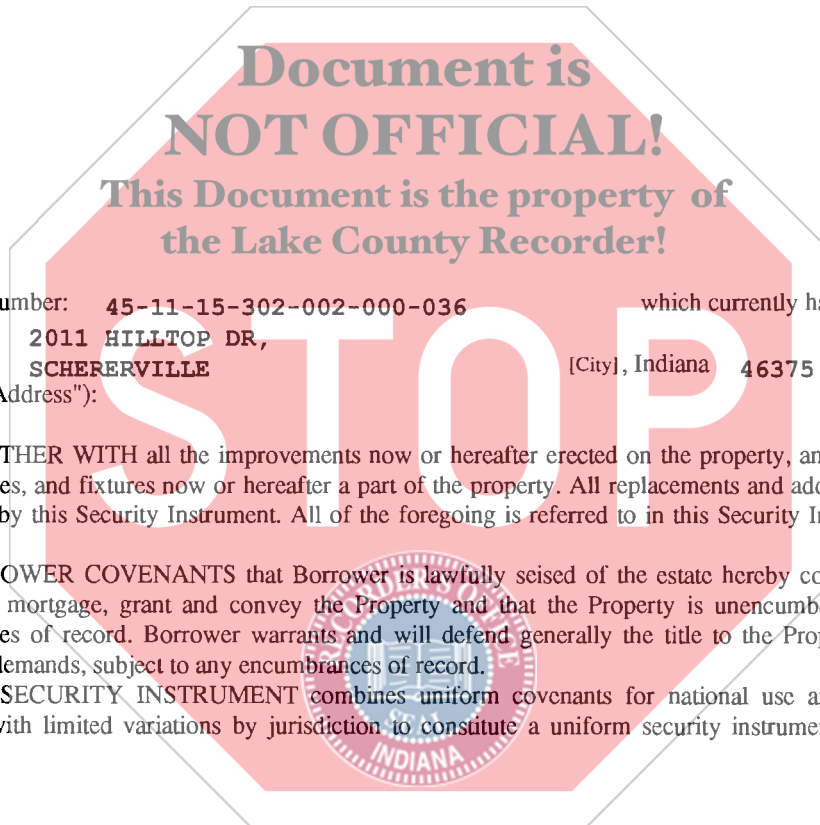 Document is
NOT OFFICIAL!
This Document is the property of
the Lake County Recorder!
umber: 45-11-15-302-002-000-036 which currently ha
2011 HILLTOP DR,
SCHERERVILLE [City], Indiana 46375
Address"):
STOP
THER WITH all the improvements now or hereafter erected on the property, an
es, and fixtures now or hereafter a part of the property. All replacements and add
by this Security Instrument. All of the foregoing is referred to in this Security In
OWER COVENANTS that Borrower is lawfully seised of the estate hereby co
mortgage, grant and convey the Property and that the Property is unencumb
es of record. Borrower warrants and will defend generally the title to the Prop
demands, subject to any encumbrances of record.
SECURITY INSTRUMENT combines uniform covenants for national use a
with limited variations by jurisdiction to constitute a uniform security instrume
RECORDER'S OFFICE
SEAL
INDIANA